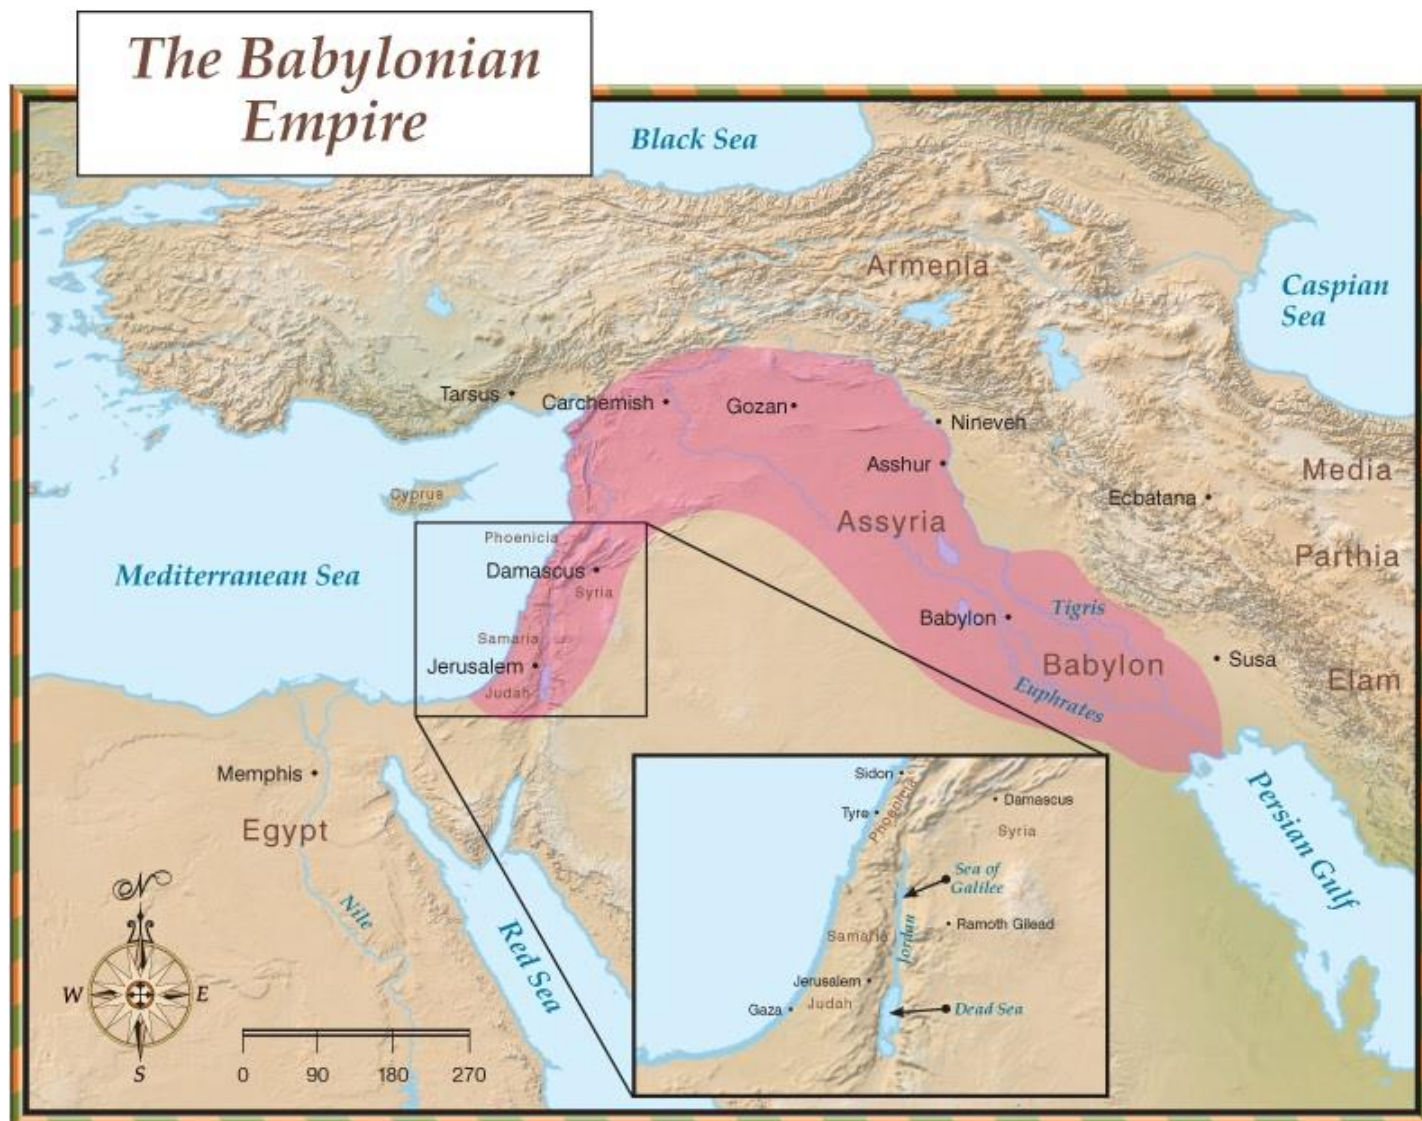 The Babylonian
Empire
Black Sea
Armenia
Caspian
Sea
Tarsus
Carchemish
Gozan
Nineveh
Asshur
Media
Ecbatana
Cyprus
Assyria
Phoenicia
Parthia
Mediterranean Sea
Damascus
Syria
Tigris
Babylon
Samaria
Jerusalem
Babylon
Susa
Judah
Euphrates
Elam
Memphis
Egypt
Nile
Red Sea
Persian Gulf
Sidon
Phoenicia
Damascus
Tyre
Syria
Sea of
Galilee
Ramoth Gilead
Samaria
Jordan
Jerusalem
Judah
Gaza
Dead Sea
N
W
E
S
0 90 180 270